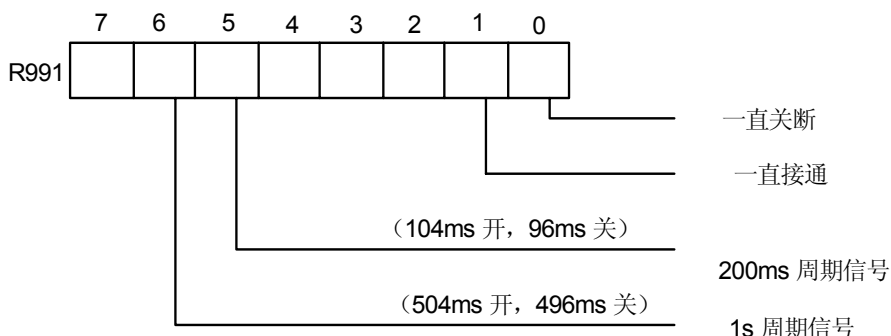 7 6 5 4 3 2 1 0
R991
一直关断
一直接通
（104ms 开，96ms 关）
200ms 周期信号
（504ms 开，496ms 关）
1s 周期信号